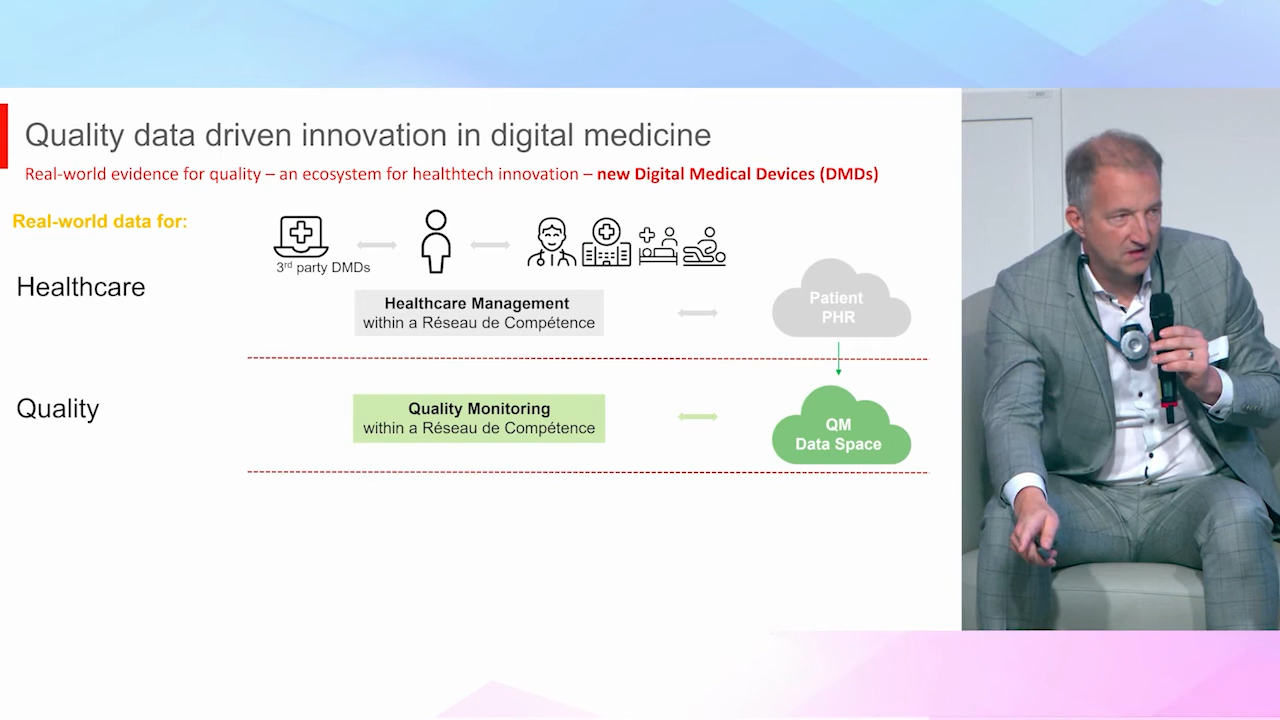 Quality data driven innovation in digital medicine
Real-world evidence for quality – an ecosystem for healthtech innovation – new Digital Medical Devices (DMDs)
Real-world data for:
3rd party DMDs
Healthcare
Healthcare Management
within a Réseau de Compétence
Patient
PHR
Quality
Quality Monitoring
within a Réseau de Compétence
QM
Data Space